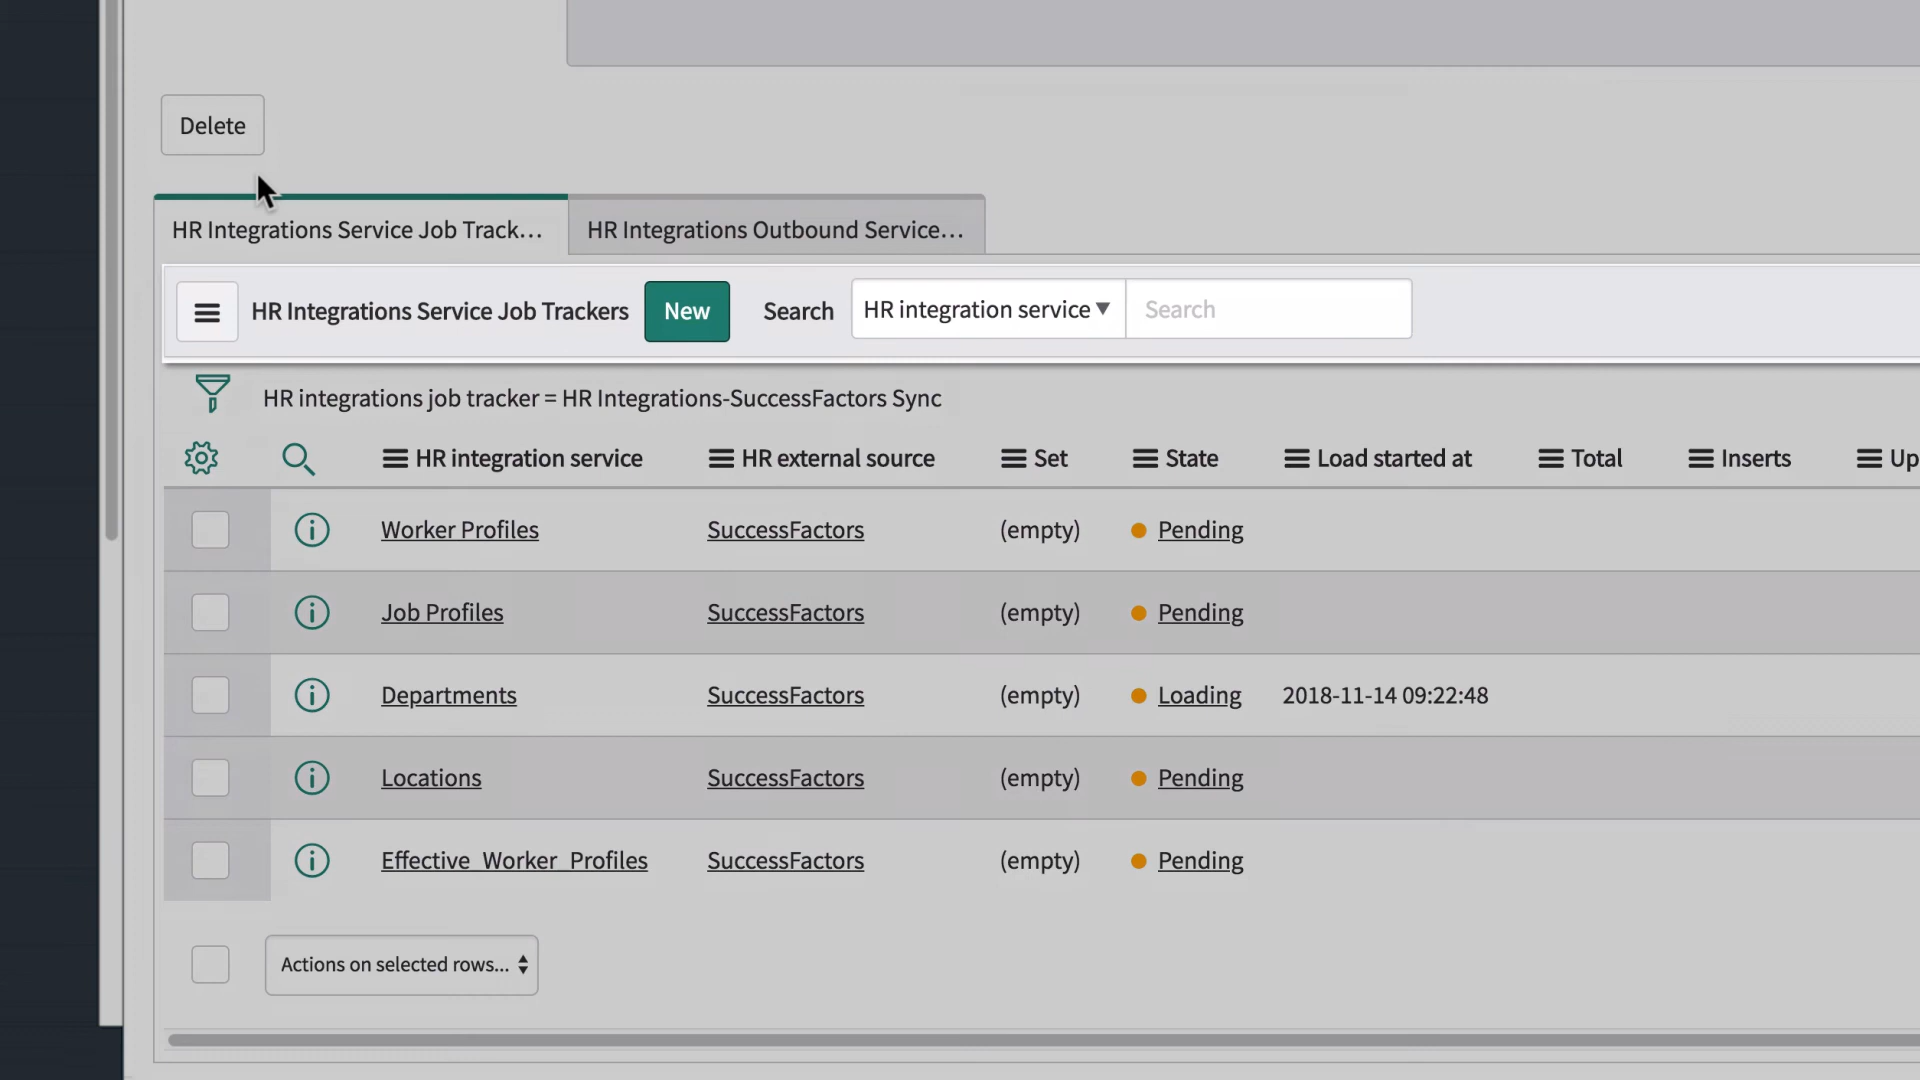 Delete
HR Integrations Service Job Track...
HR Integrations Outbound Service...
HR Integrations Service Job Trackers New Search HR integration service Search
HR integrations job tracker = HR Integrations-SuccessFactors Sync
HR integration service HR external source Set State Load started at Total Inserts Up
Worker Profiles SuccessFactors (empty) Pending
Job Profiles SuccessFactors (empty) Pending
Departments SuccessFactors (empty) Loading 2018-11-14 09:22:48
Locations SuccessFactors (empty) Pending
Effective_Worker_Profiles SuccessFactors (empty) Pending
Actions on selected rows...